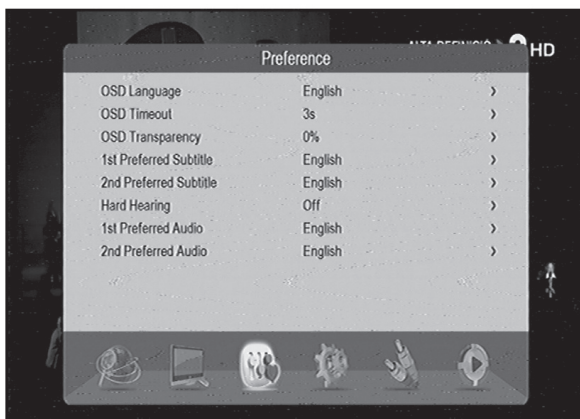 ALTA DEFINICIÓ HD
Preference
OSD Language English
OSD Timeout 3s
OSD Transparency 0%
1st Preferred Subtitle English
2nd Preferred Subtitle English
Hard Hearing Off
1st Preferred Audio English
2nd Preferred Audio English